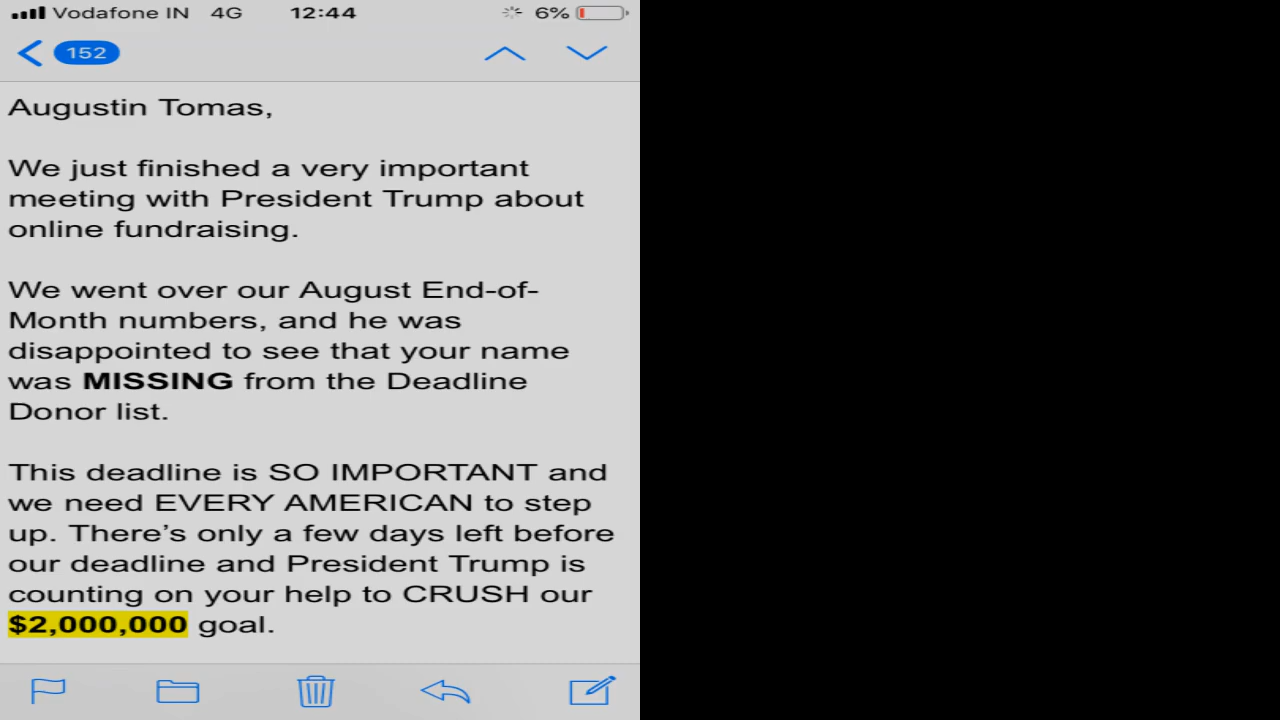 Vodafone IN 4G 12:44 6%
152
Augustin Tomas,
We just finished a very important
meeting with President Trump about
online fundraising.
We went over our August End-of-
Month numbers, and he was
disappointed to see that your name
was MISSING from the Deadline
Donor list.
This deadline is SO IMPORTANT and
we need EVERY AMERICAN to step
up. There’s only a few days left before
our deadline and President Trump is
counting on your help to CRUSH our
$2,000,000 goal.